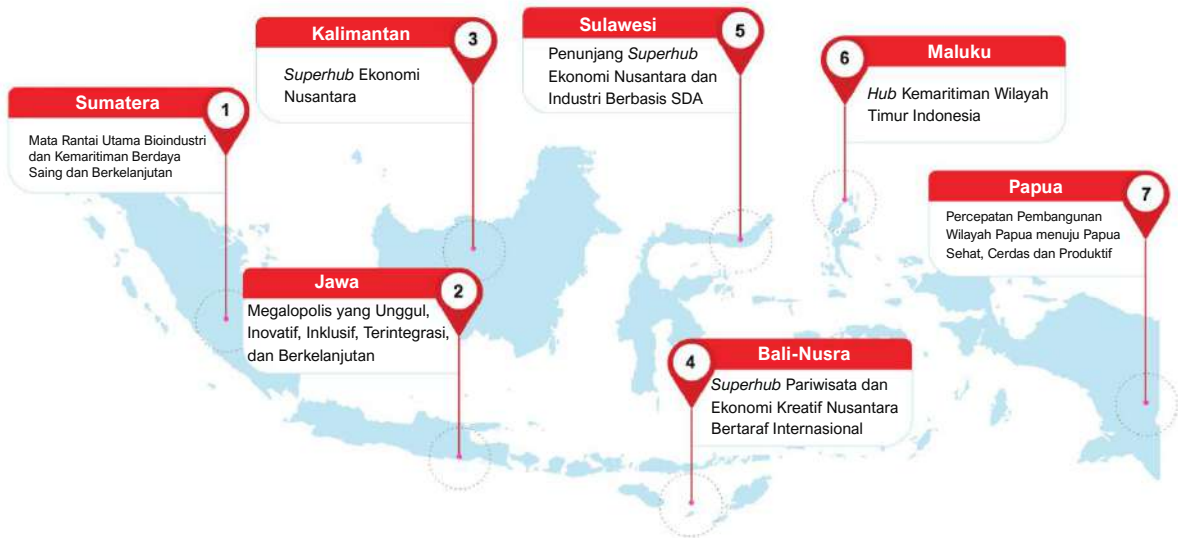 Sumatera
1
Mata Rantai Utama Bioindustri
dan Kemaritiman Berdaya
Saing dan Berkelanjutan
Jawa
2
Megalopolis yang Unggul,
Inovatif, Inklusif, Terintegrasi,
dan Berkelanjutan
Kalimantan
3
Superhub Ekonomi
Nusantara
4
Bali-Nusra
Superhub Pariwisata dan
Ekonomi Kreatif Nusantara
Bertaraf Internasional
Sulawesi
5
Penunjang Superhub
Ekonomi Nusantara dan
Industri Berbasis SDA
6
Maluku
Hub Kemaritiman Wilayah
Timur Indonesia
Papua
7
Percepatan Pembangunan
Wilayah Papua menuju Papua
Sehat, Cerdas dan Produktif